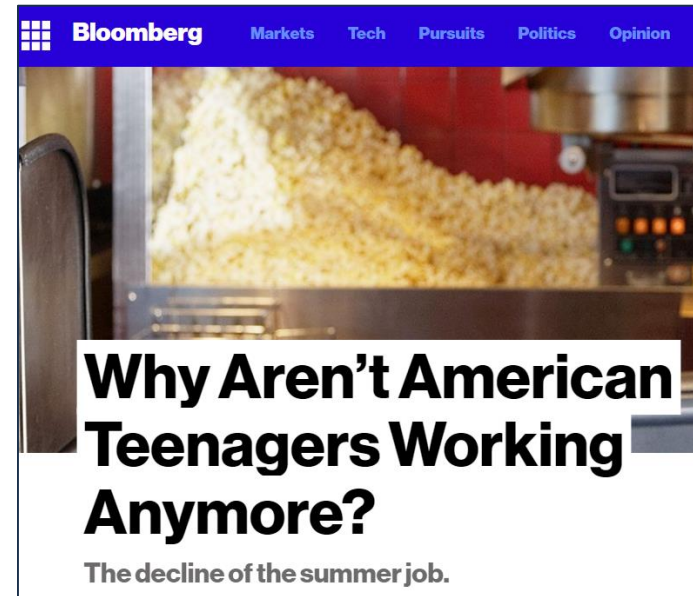 Bloomberg Markets Tech Pursuits Politics Opinion
Why Aren’t American
Teenagers Working
Anymore?
The decline of the summer job.